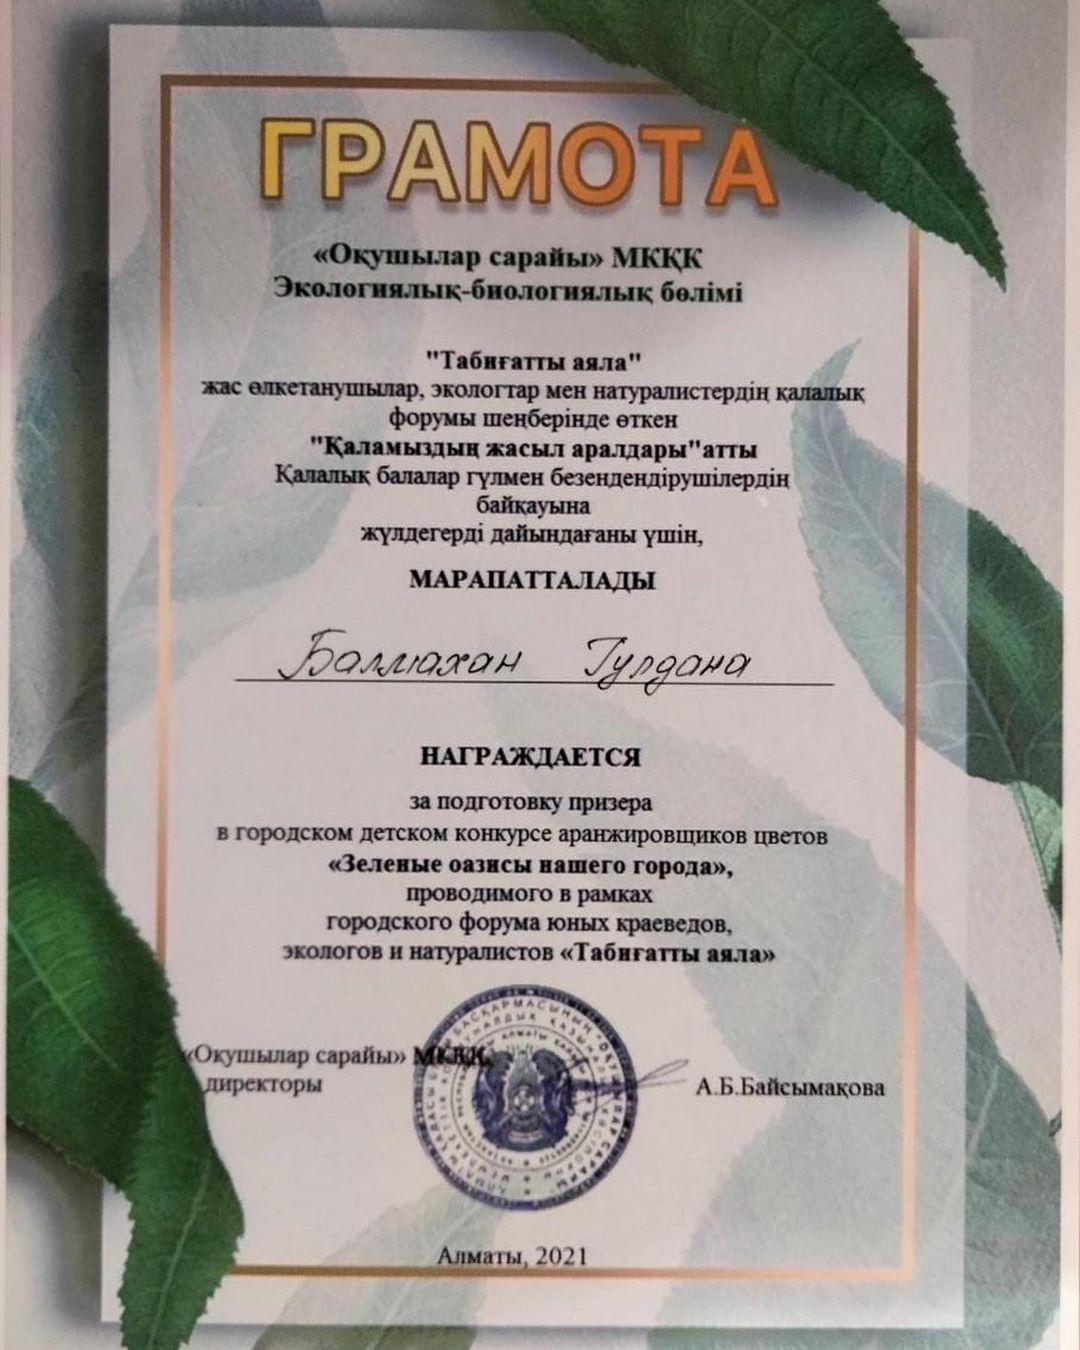 ГРАМОТА
«Оқушылар сарайы» МКҚК
Экологиялық-биологиялық бөлімі
"Табиғатты аяла"
жас өлкетанушылар, экологтар мен натуралистердің қалалық
форумы шеңберінде өткен
"Қаламыздың жасыл аралдары"атты
Қалалық балалар гүлмен безендендірушілердің
байқауына
жүлдегерді дайындағаны үшін,
МАРАПАТТАЛАДЫ
Гулдана
НАГРАЖДАЕТСЯ
за подготовку призера
в городском детском конкурсе аранжировщиков цветов
«Зеленые оазисы нашего города»,
проводимого в рамках
городского форума юных краеведов,
экологов и натуралистов «Табиғатты аяла»
«Оқушылар сарайы» МКҚК
директоры
А.Б.Байсымақова
Алматы, 2021